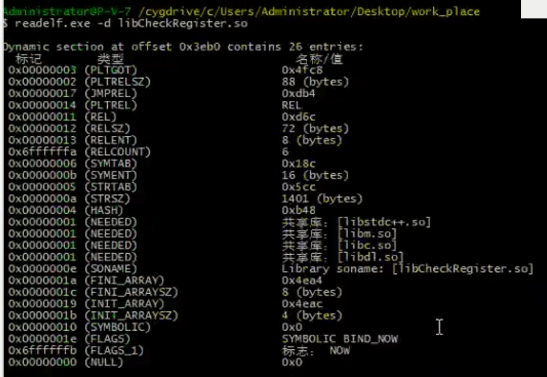 Administrator@P-V-7 /cygdrive/c/Users/Administrator/Desktop/work_place
$ readelf.exe -d libCheckRegister.so
Dynamic section at offset 0x3eb0 contains 26 entries:
标记 类型 名称/值
0x00000003 (PLTGOT) 0x4fc8
0x00000002 (PLTRELSZ) 88 (bytes)
0x00000017 (JMPREL) 0xdb4
0x00000014 (PLTREL) REL
0x00000011 (REL) 0xd6c
0x00000012 (RELSZ) 72 (bytes)
0x00000013 (RELENT) 8 (bytes)
0x6ffffffa (RELCOUNT) 6
0x00000006 (SYMTAB) 0x18c
0x0000000b (SYMENT) 16 (bytes)
0x00000005 (STRTAB) 0x5cc
0x0000000a (STRSZ) 1401 (bytes)
0x00000004 (HASH) 0xb48
0x00000001 (NEEDED) 共享库：[libstdc++.so]
0x00000001 (NEEDED) 共享库：[libm.so]
0x00000001 (NEEDED) 共享库：[libc.so]
0x00000001 (NEEDED) 共享库：[libdl.so]
0x0000000e (SONAME) Library soname: [libCheckRegister.so]
0x0000001a (FINI_ARRAY) 0x4ea4
0x0000001c (FINI_ARRAYSZ) 8 (bytes)
0x00000019 (INIT_ARRAY) 0x4eac
0x0000001b (INIT_ARRAYSZ) 4 (bytes)
0x00000010 (SYMBOLIC) 0x0
0x0000001e (FLAGS) SYMBOLIC BIND_NOW
0x6ffffffb (FLAGS_1) 标志： NOW
0x00000000 (NULL) 0x0